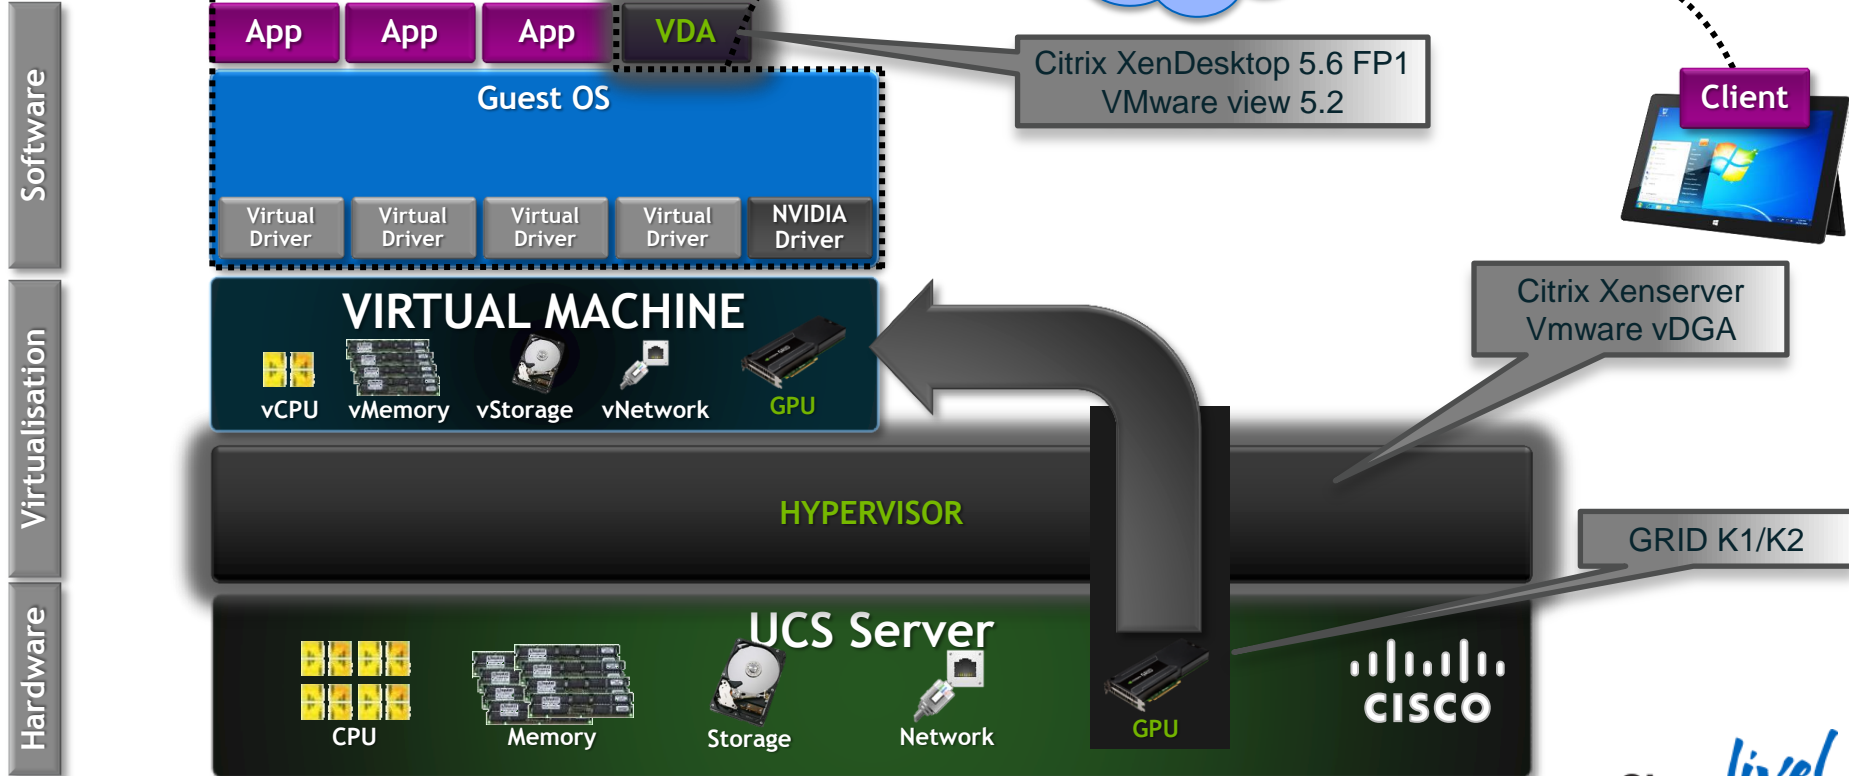 Software
App
App
App
VDA
Citrix XenDesktop 5.6 FP1
VMware view 5.2
Client
Guest OS
Virtual
Driver
Virtual
Driver
Virtual
Driver
Virtual
Driver
NVIDIA
Driver
Virtualisation
VIRTUAL MACHINE
vCPU
vMemory
vStorage
vNetwork
GPU
Citrix Xenserver
Vmware vDGA
HYPERVISOR
GRID K1/K2
Hardware
UCS Server
CPU
Memory
Storage
Network
GPU
CISCO
live!